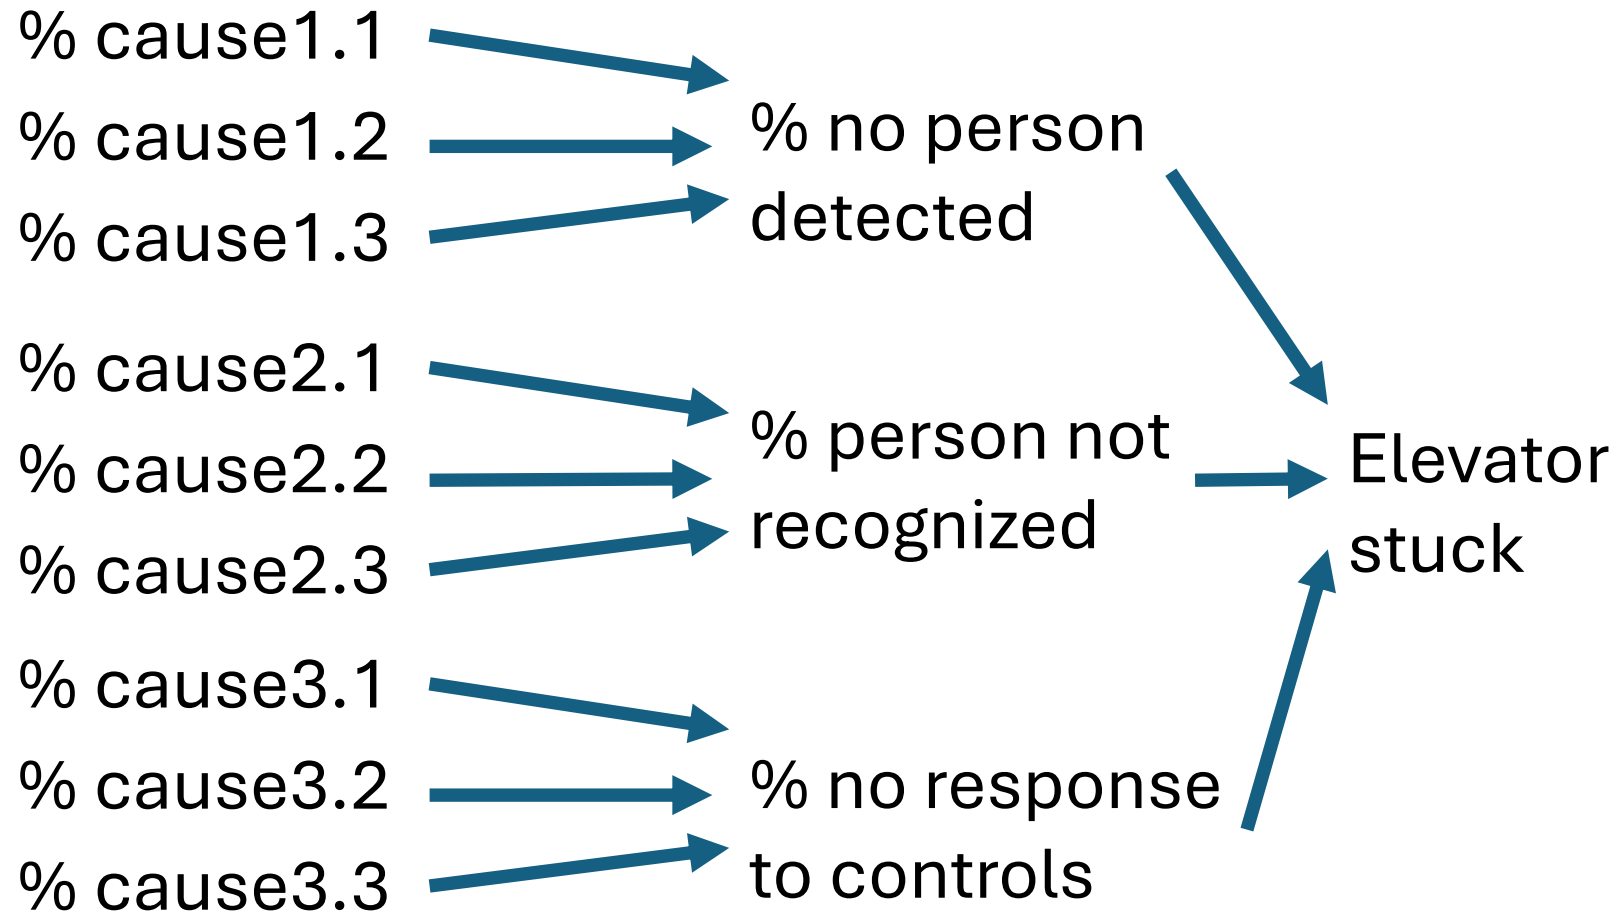 % cause1.1
% cause1.2
% cause1.3
% no person
detected
% cause2.1
% cause2.2
% cause2.3
% person not
recognized
% cause3.1
% cause3.2
% cause3.3
% no response
to controls
Elevator
stuck